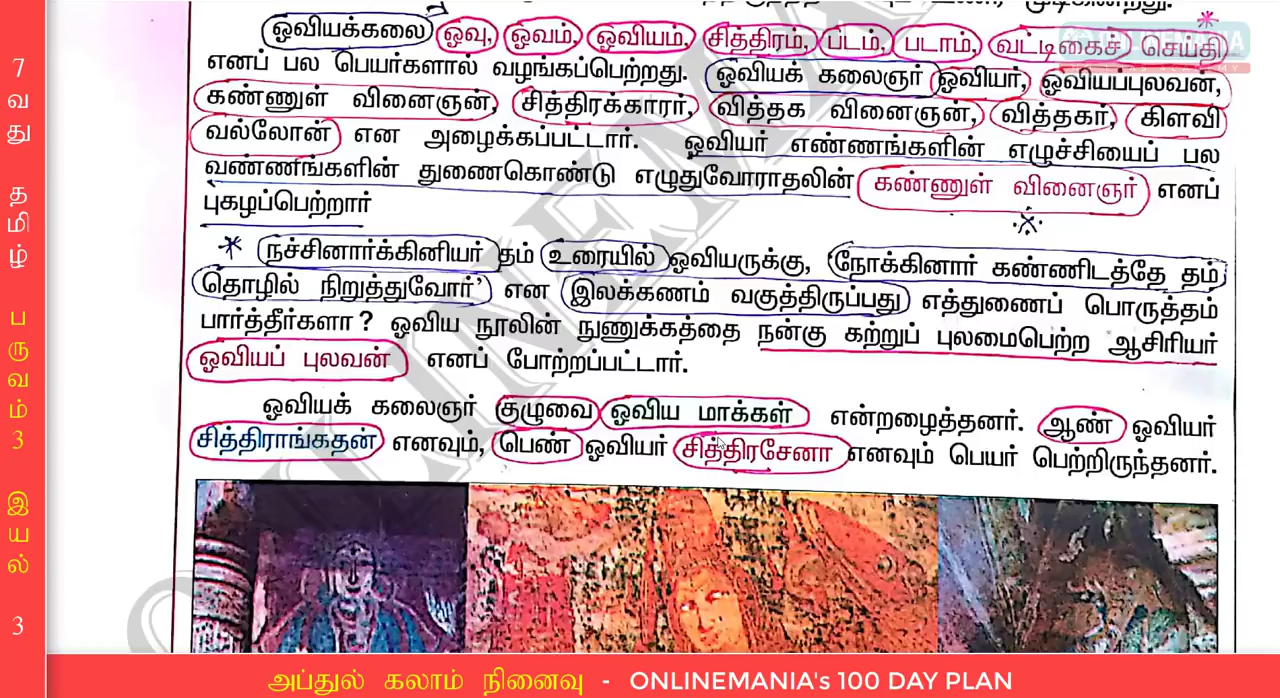 ஓவியக்கலை ஓவு, ஓவம், ஓவியம், சித்திரம், படம், படாம், வட்டிகைச் செய்தி
எனப் பல பெயர்களால் வழங்கப்பெற்றது. ஓவியக் கலைஞர் ஓவியர், ஓவியப்புலவன்,
கண்ணுள் வினைஞன், சித்திரக்காரர், வித்தக வினைஞன், வித்தகர், கிளவி
வல்லோன் என அழைக்கப்பட்டார். ஓவியர் எண்ணங்களின் எழுச்சியைப் பல
வண்ணங்களின் துணைகொண்டு எழுதுவோராதலின் கண்ணுள் வினைஞர் எனப்
புகழப்பெற்றார்
நச்சினார்க்கினியர் தம் உரையில் ஓவியருக்கு, ‘நோக்கினார் கண்ணிடத்தே தம்
தொழில் நிறுத்துவோர்’ என இலக்கணம் வகுத்திருப்பது எத்துணைப் பொருத்தம்
பார்த்தீர்களா? ஓவிய நூலின் நுணுக்கத்தை நன்கு கற்றுப் புலமைபெற்ற ஆசிரியர்
ஓவியப் புலவன் எனப் போற்றப்பட்டார்.
ஓவியக் கலைஞர் குழுவை ஓவிய மாக்கள் என்றழைத்தனர். ஆண் ஓவியர்
சித்திராங்கதன் எனவும், பெண் ஓவியர் சித்திரசேனா எனவும் பெயர் பெற்றிருந்தனர்.
7வது தமிழ் பருவம் 3 இயல் 3
அப்துல் கலாம் நினைவு - ONLINEMANIA's 100 DAY PLAN